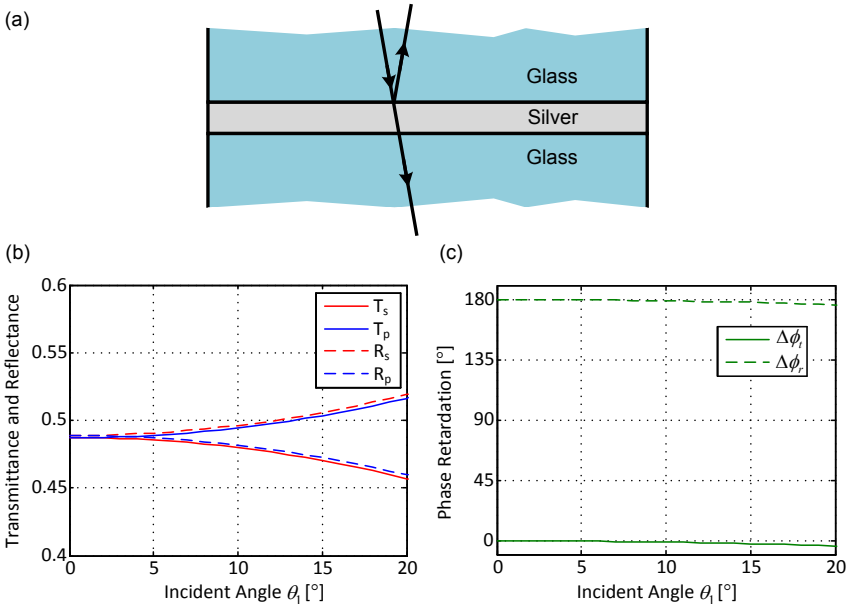 (a)
Glass
Silver
Glass
(b)
Transmittance and Reflectance
0.6
0.55
0.5
0.45
0.4
T_s
T_p
R_s
R_p
0 5 10 15 20
Incident Angle θ₁ [°]
(c)
Phase Retardation [°]
180
135
90
45
0
Δϕ_t
Δϕ_r
0 5 10 15 20
Incident Angle θ₁ [°]